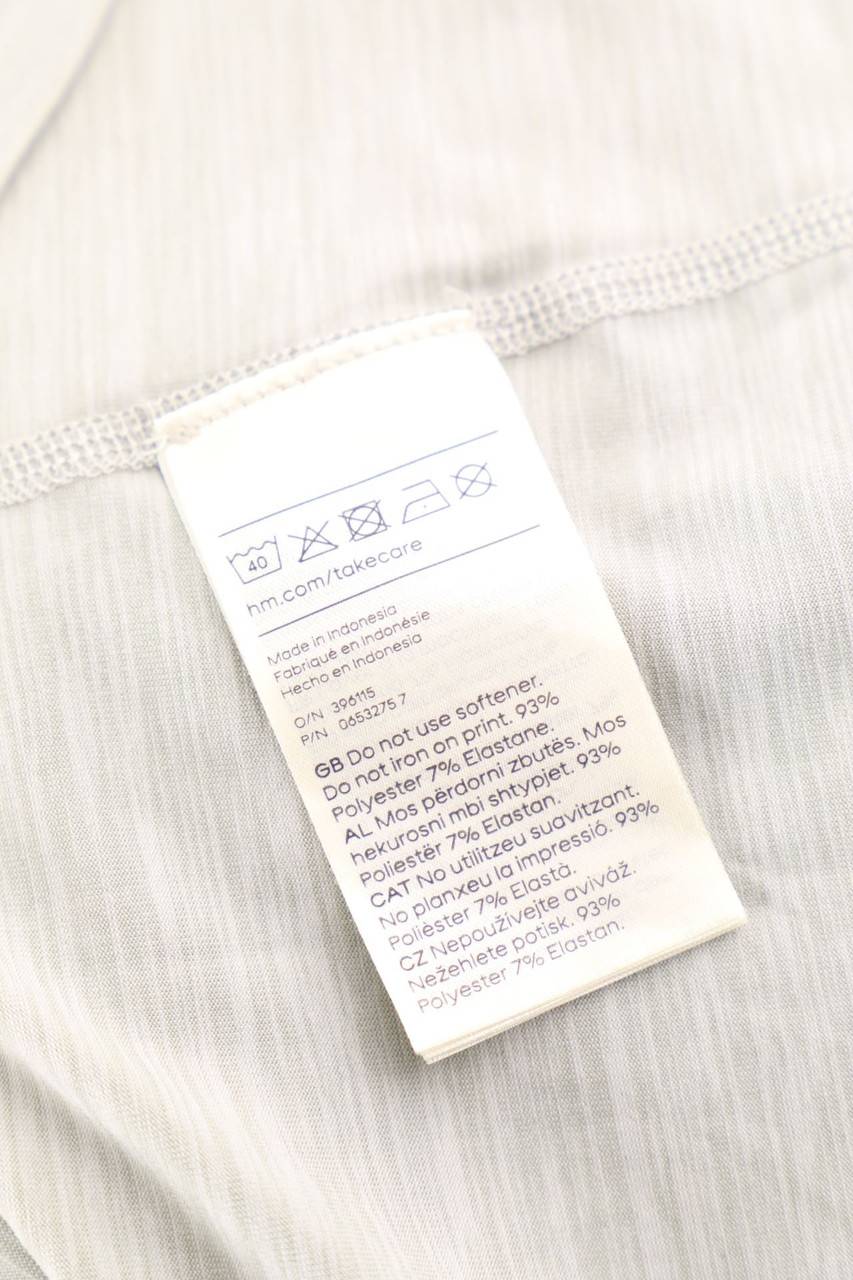 40
hm.com/takecare
Made in Indonesia
Fabriqué en Indonésie
Hecho en Indonesia
O/N 396115
P/N 0653275 7
GB Do not use softener.
Do not iron on print. 93%
Polyester 7% Elastane.
AL Mos përdorni zbutës. Mos
hekurosni mbi shtypjet. 93%
Poliestër 7% Elastan.
CAT No utilitzeu suavitzant.
No planxeu la impressió. 93%
Polièster 7% Elastà.
CZ Nepoužívejte aviváž.
Nežehlete potisk. 93%
Polyester 7% Elastan.